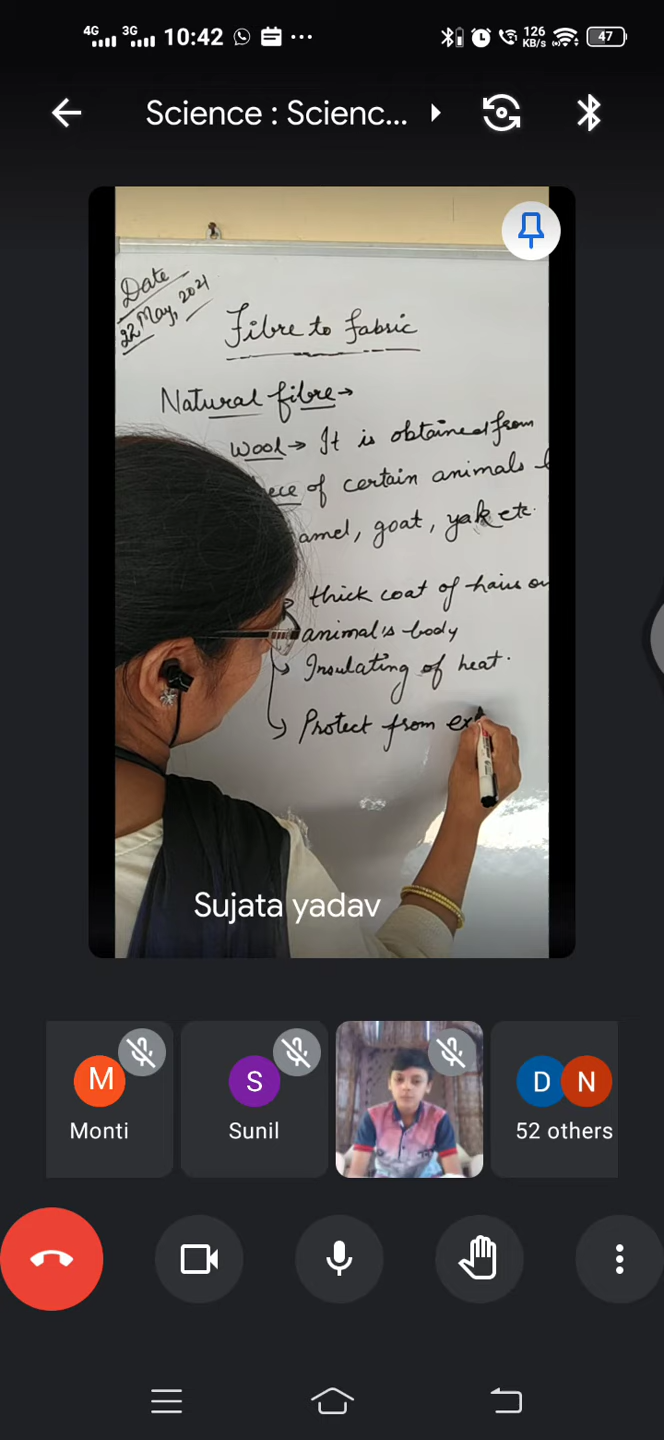 4G 3G 10:42 126 KB/s 47
Science : Scienc...
Date
22 May, 2021
Fibre to Fabric
Natural fibre→
Wool→ It is obtained from
of certain animals
goat, yak etc.
thick coat of hairs on
animal's body
Insulating of heat.
Protect from
Sujata yadav
M
Monti
S
Sunil
D N
52 others